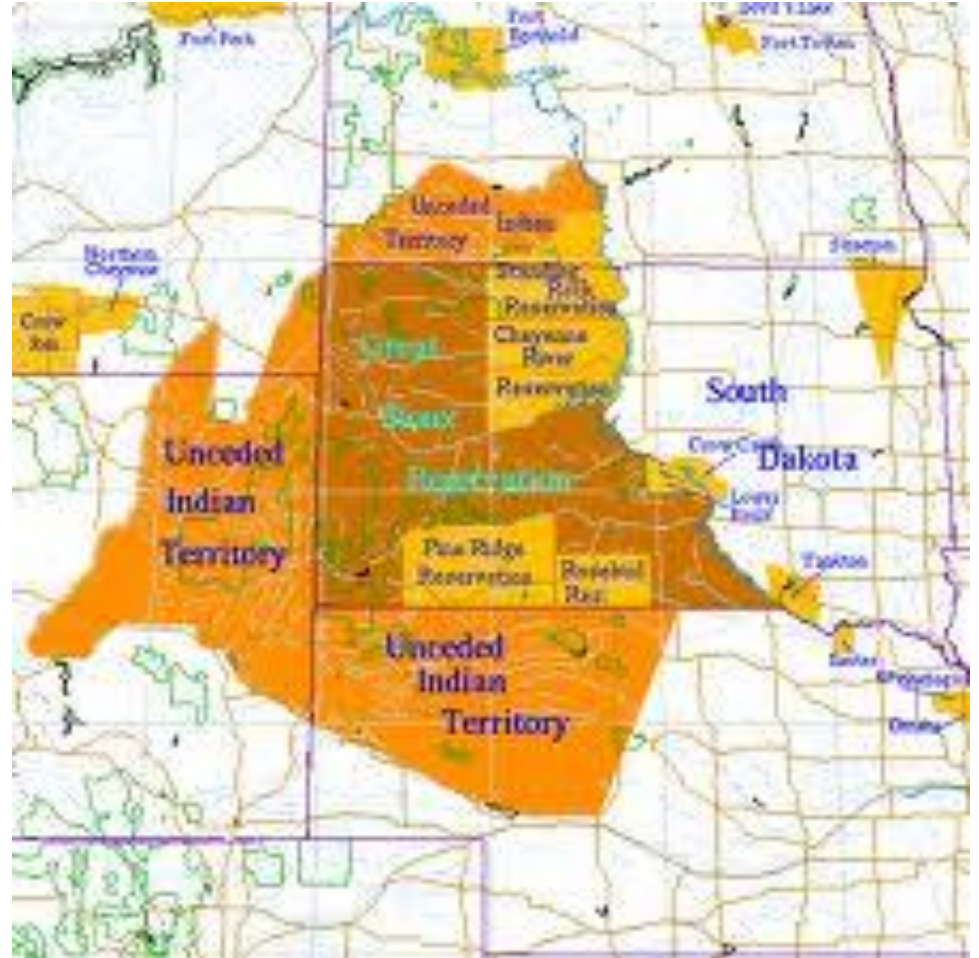 Fort Peck
Fort
Berthold
Devil's Lake
Fort Totten
Unceded
Indian
Territory
Northern
Cheyenne
Crow
Res
Standing
Rock
Reservation
Cheyenne
River
Reservation
Sioux
Reservation
Sisseton
South
Dakota
Unceded
Indian
Territory
Crow Creek
Lower
Brule
Pine Ridge
Reservation
Rosebud
Res.
Yankton
Unceded
Indian
Territory
Santee
Omaha